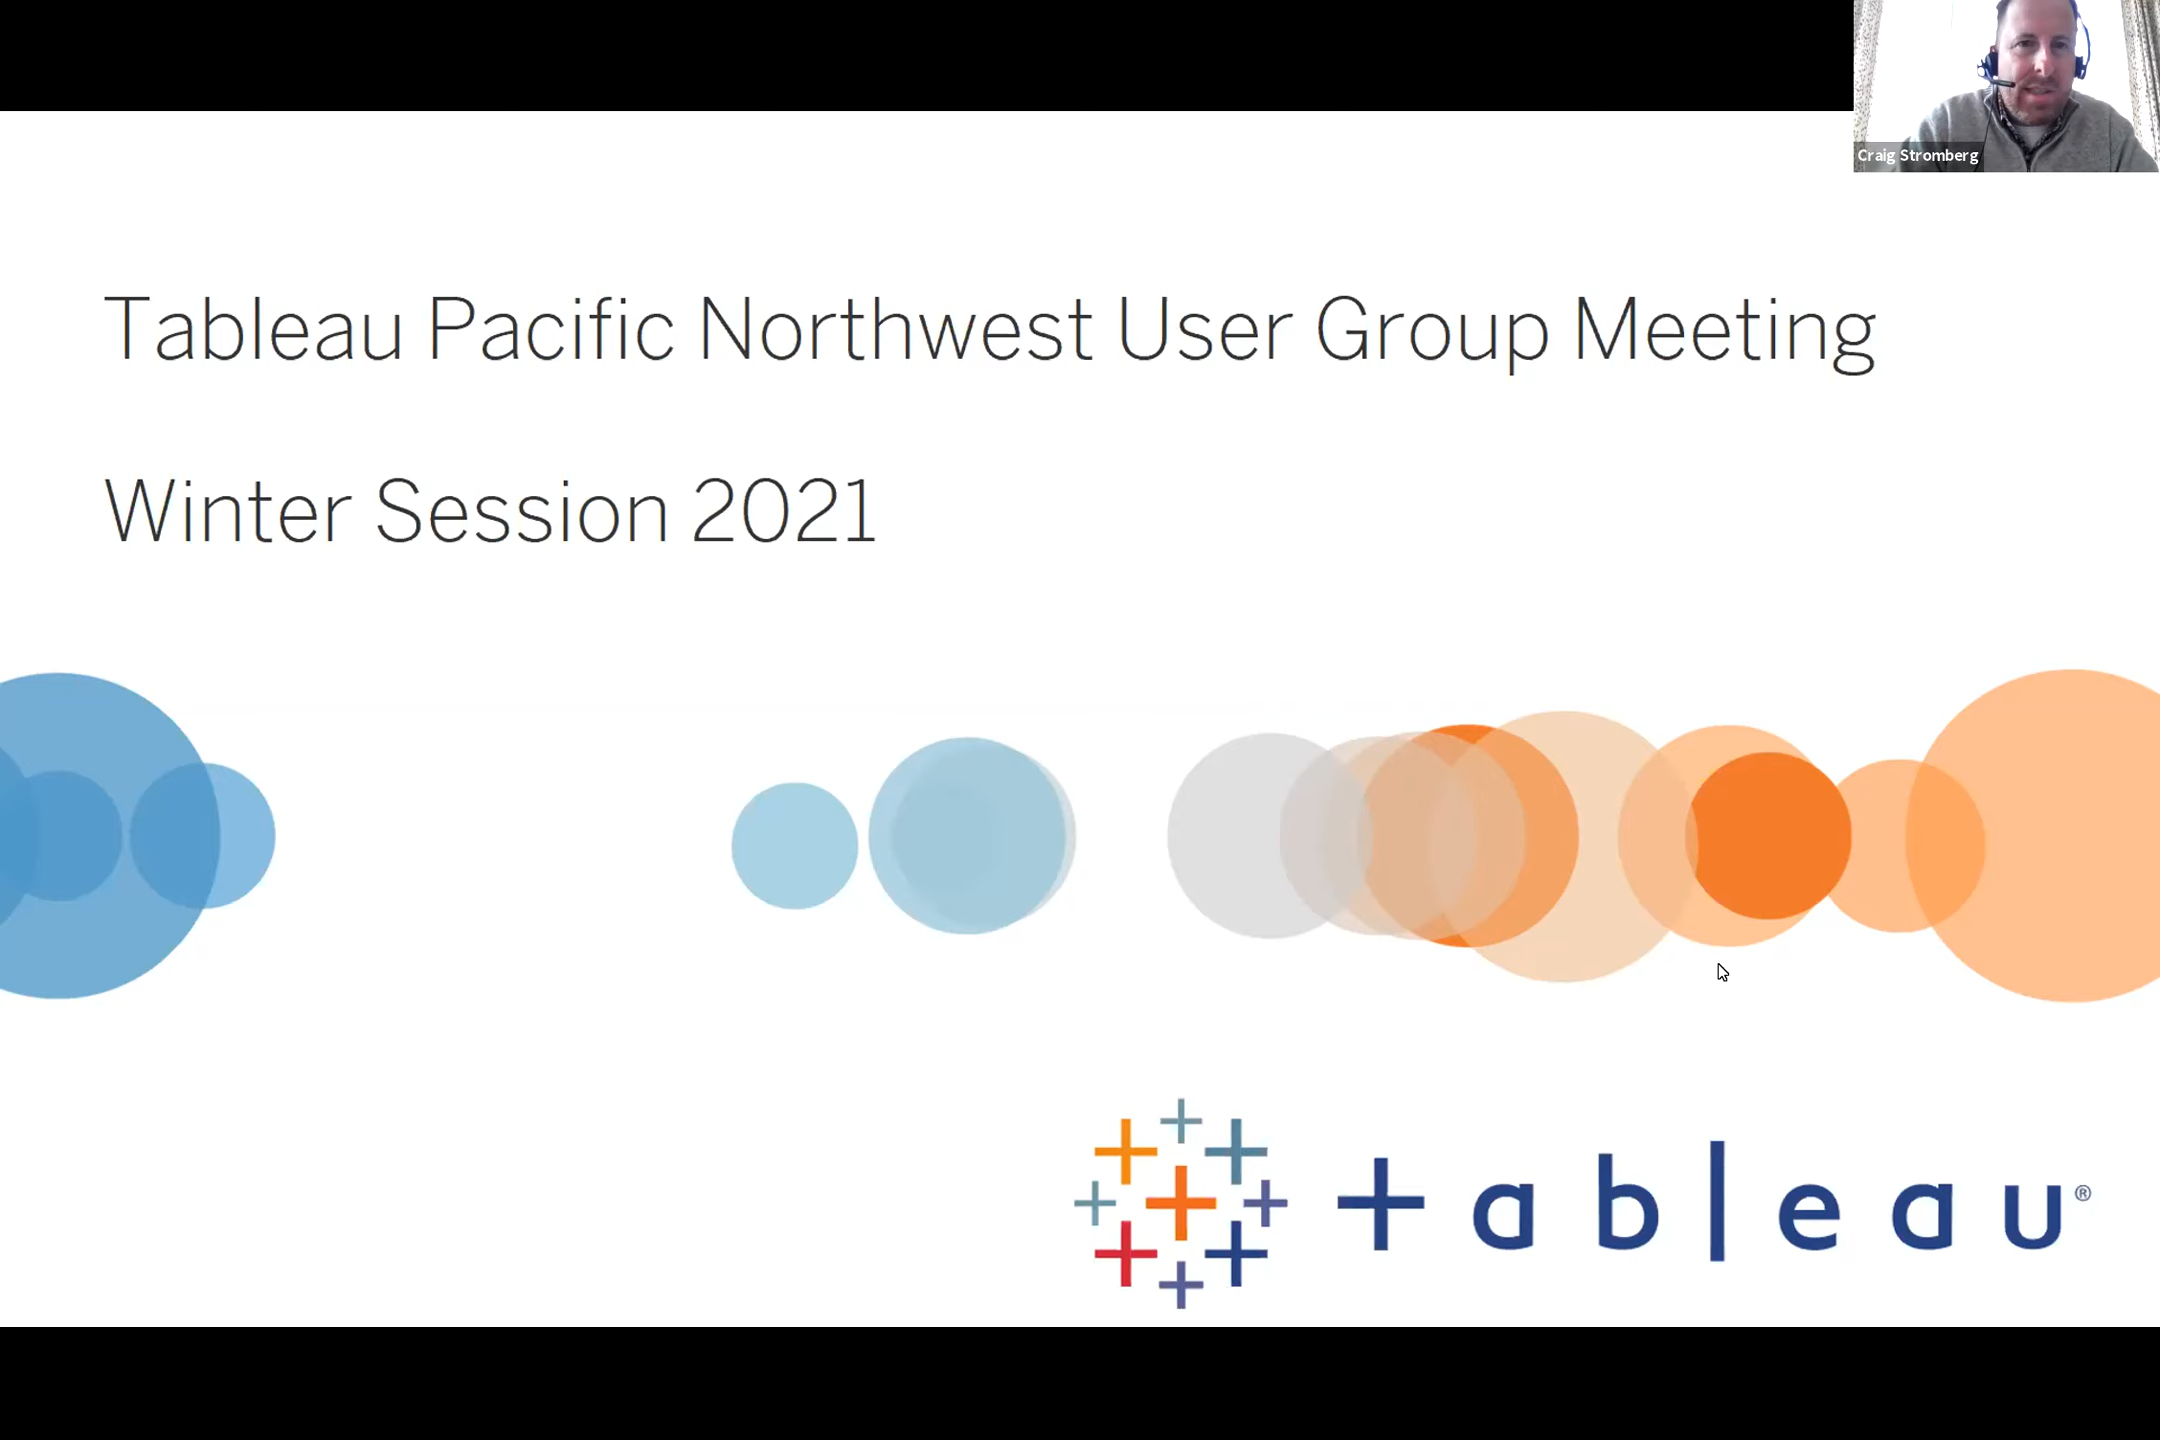 Craig Stromberg
Tableau Pacific Northwest User Group Meeting
Winter Session 2021
tableau®